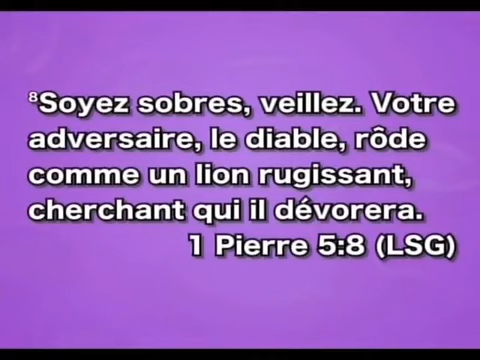 ⁸Soyez sobres, veillez. Votre
adversaire, le diable, rôde
comme un lion rugissant,
cherchant qui il dévorera.
1 Pierre 5:8 (LSG)